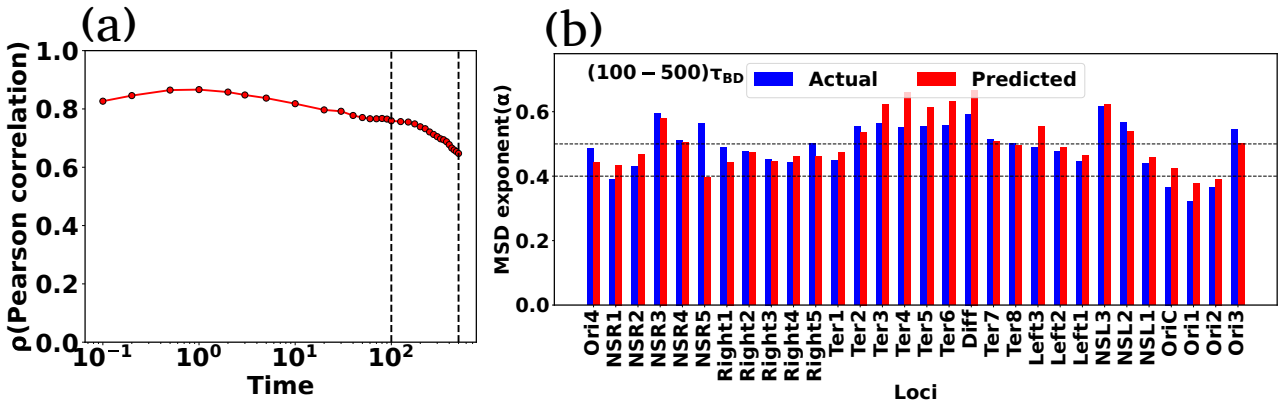 (a)
ρ(Pearson correlation)
1.0
0.8
0.6
0.4
0.2
0.0
10⁻¹
10⁰
10¹
10²
Time
(b)
(100 − 500)τ_BD
Actual
Predicted
MSD exponent(α)
0.6
0.4
0.2
0.0
Ori4
NSR1
NSR2
NSR3
NSR4
NSR5
Right1
Right2
Right3
Right4
Right5
Ter1
Ter2
Ter3
Ter4
Ter5
Ter6
Diff
Ter7
Ter8
Left3
Left2
Left1
NSL3
NSL2
NSL1
OriC
Ori1
Ori2
Ori3
Loci